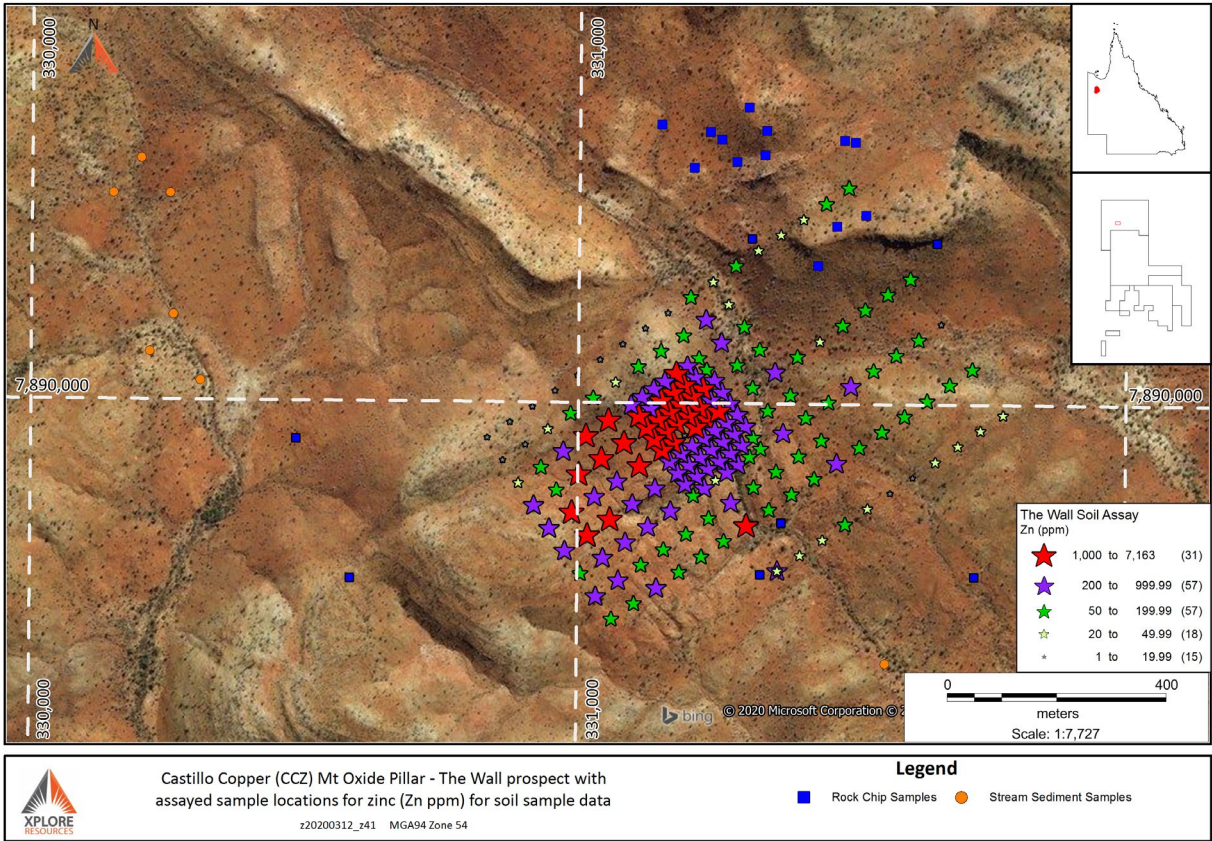 N
330,000
331,000
7,890,000
7,890,000
330,000
331,000
The Wall Soil Assay
Zn (ppm)
1,000 to 7,163 (31)
200 to 999.99 (57)
50 to 199.99 (57)
20 to 49.99 (18)
1 to 19.99 (15)
0 400
meters
Scale: 1:7,727
bing © 2020 Microsoft Corporation ©
XPLORE
RESOURCES
Castillo Copper (CCZ) Mt Oxide Pillar - The Wall prospect with
assayed sample locations for zinc (Zn ppm) for soil sample data
z20200312_z41 MGA94 Zone 54
Legend
Rock Chip Samples Stream Sediment Samples